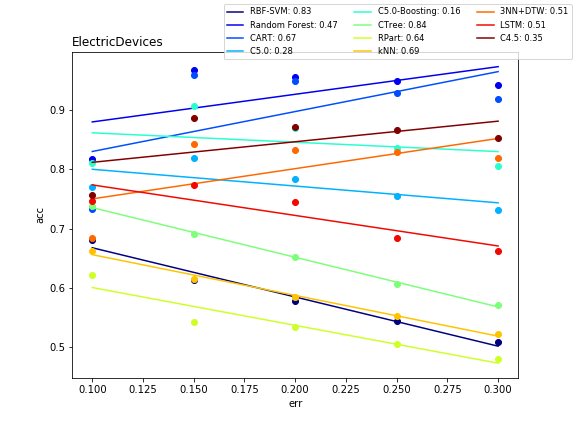 RBF-SVM: 0.83
Random Forest: 0.47
CART: 0.67
C5.0: 0.28
C5.0-Boosting: 0.16
CTree: 0.84
RPart: 0.64
kNN: 0.69
3NN+DTW: 0.51
LSTM: 0.51
C4.5: 0.35
ElectricDevices
acc
0.9
0.8
0.7
0.6
0.5
0.100 0.125 0.150 0.175 0.200 0.225 0.250 0.275 0.300
err